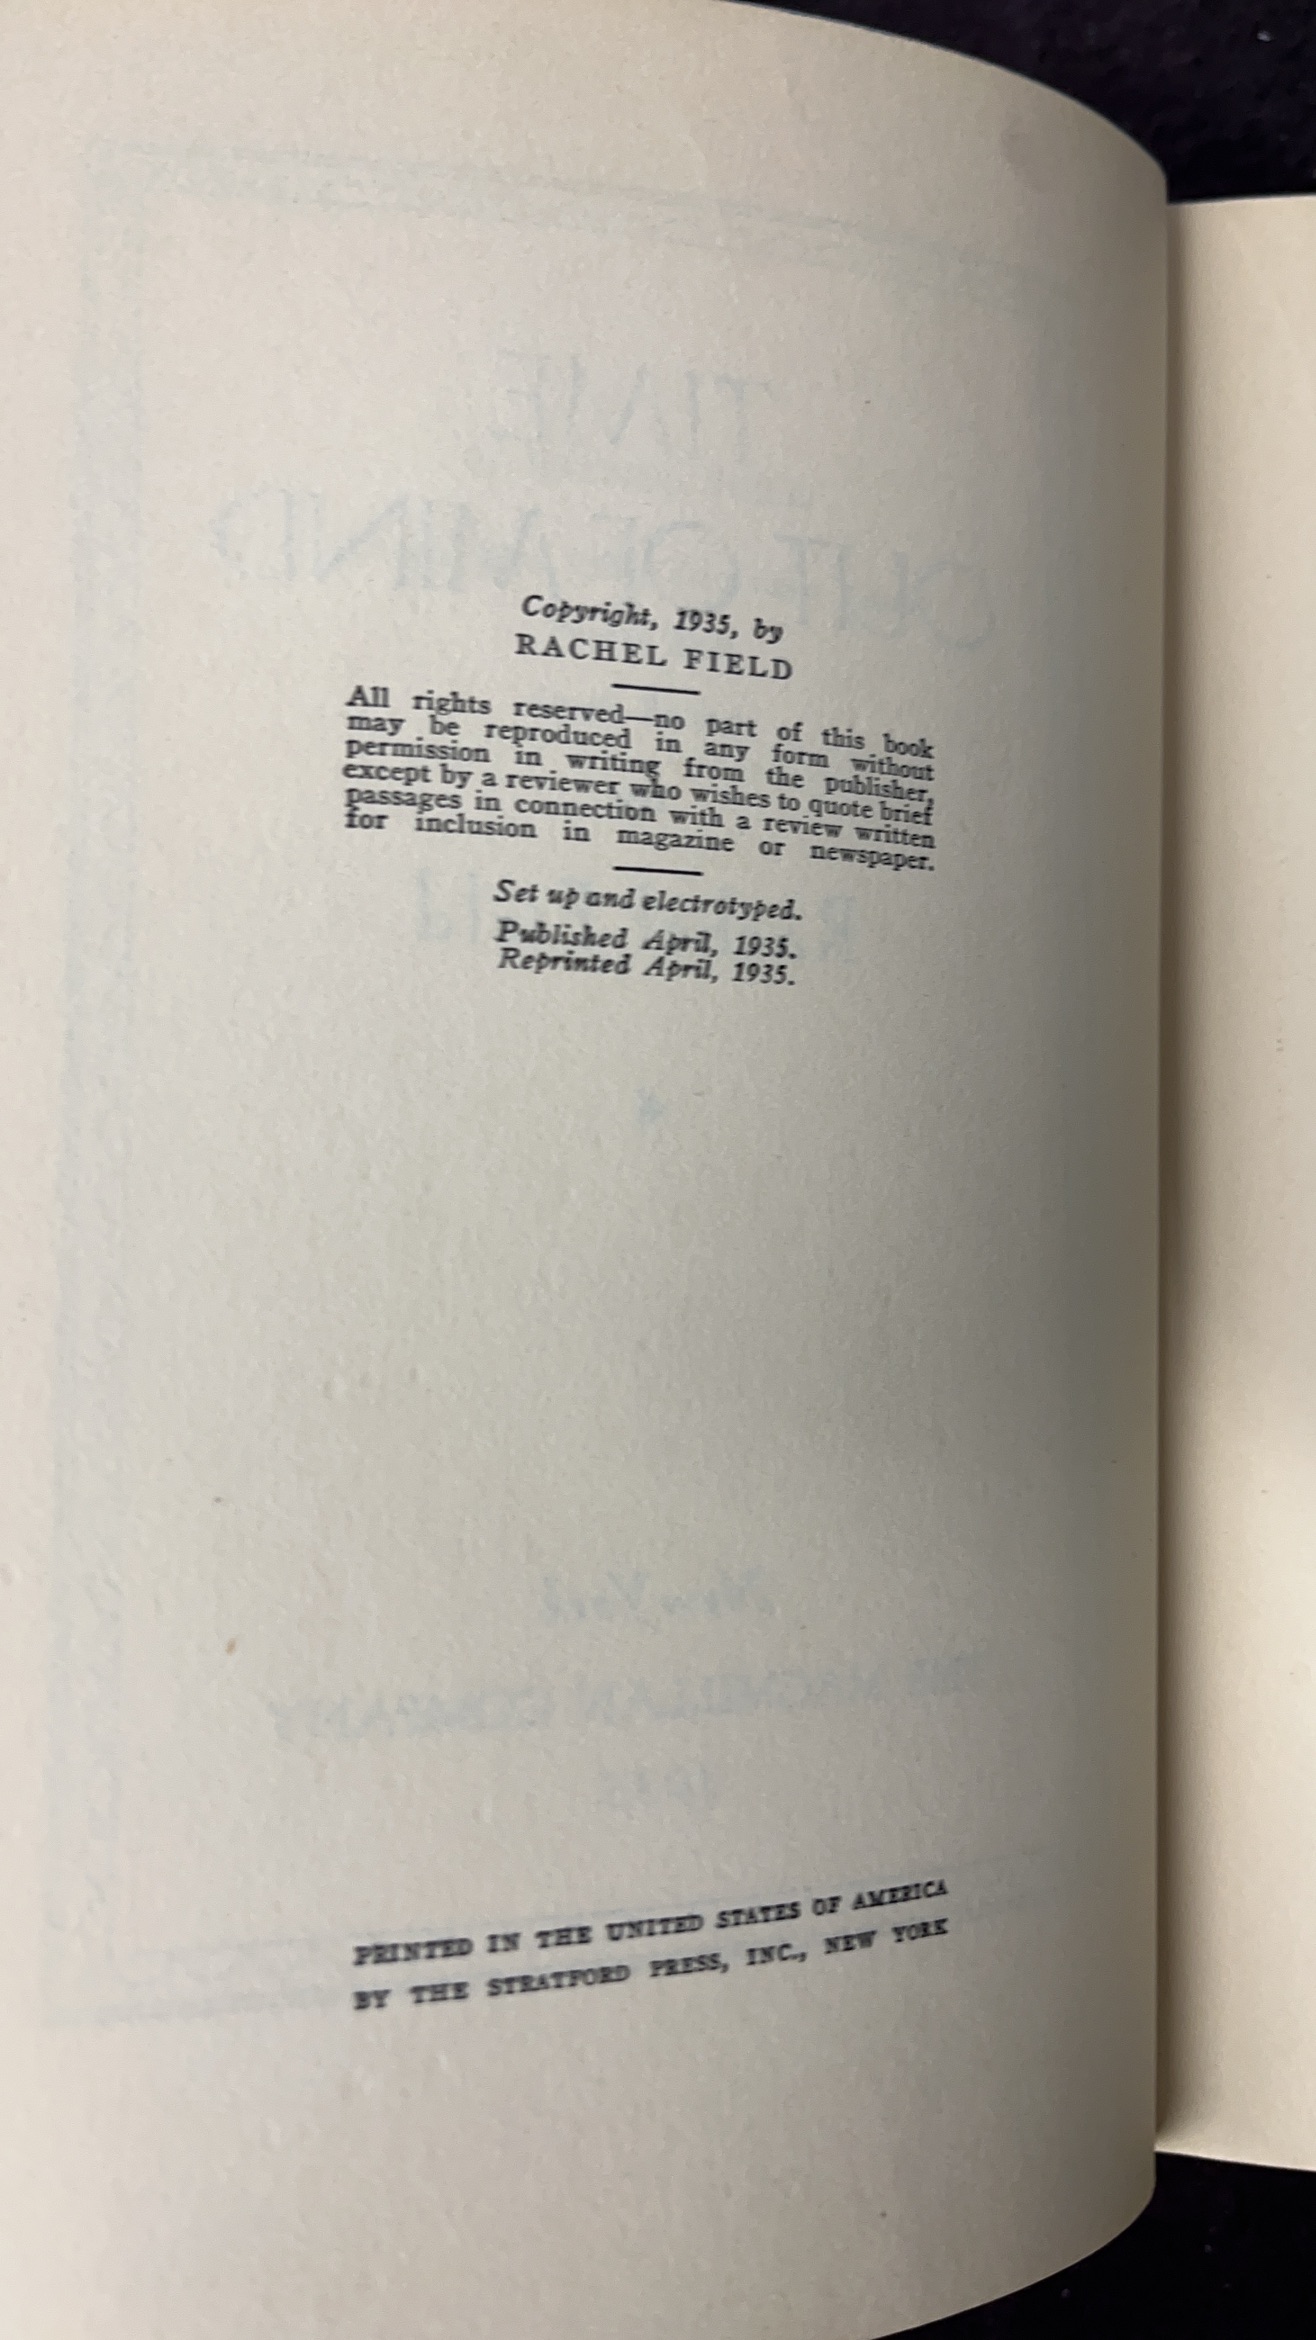 Copyright, 1935, by
RACHEL FIELD
All rights reserved—no part of this book
may be reproduced in any form without
permission in writing from the publisher,
except by a reviewer who wishes to quote brief
passages in connection with a review written
for inclusion in magazine or newspaper.
Set up and electrotyped.
Published April, 1935.
Reprinted April, 1935.
PRINTED IN THE UNITED STATES OF AMERICA
BY THE STRATFORD PRESS, INC., NEW YORK